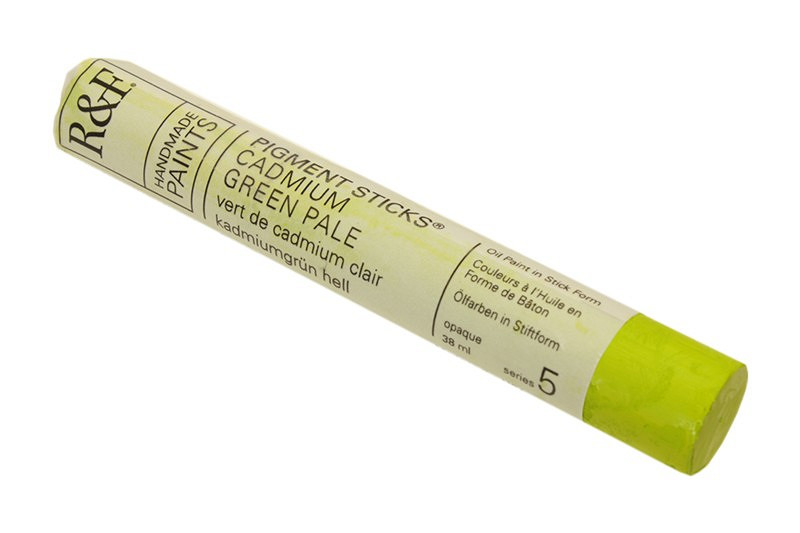 R&F®
HANDMADE
PAINTS
PIGMENT STICKS®
CADMIUM
GREEN PALE
vert de cadmium clair
kadmiumgrün hell
Oil Paint in Stick Form
Couleurs à l'Huile en
Forme de Bâton
Ölfarben in Stiftform
opaque
38 ml
series 5